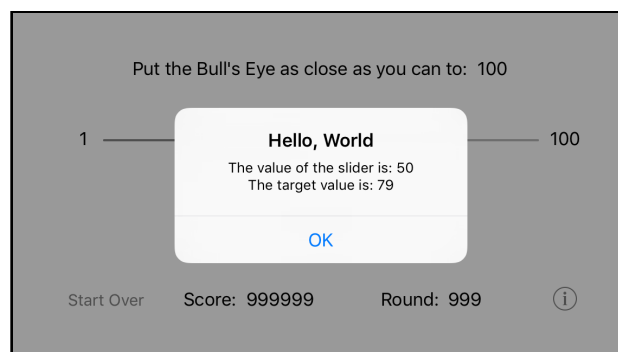 Put the Bull's Eye as close as you can to: 100
1 100
Hello, World
The value of the slider is: 50
The target value is: 79
OK
Start Over Score: 999999 Round: 999